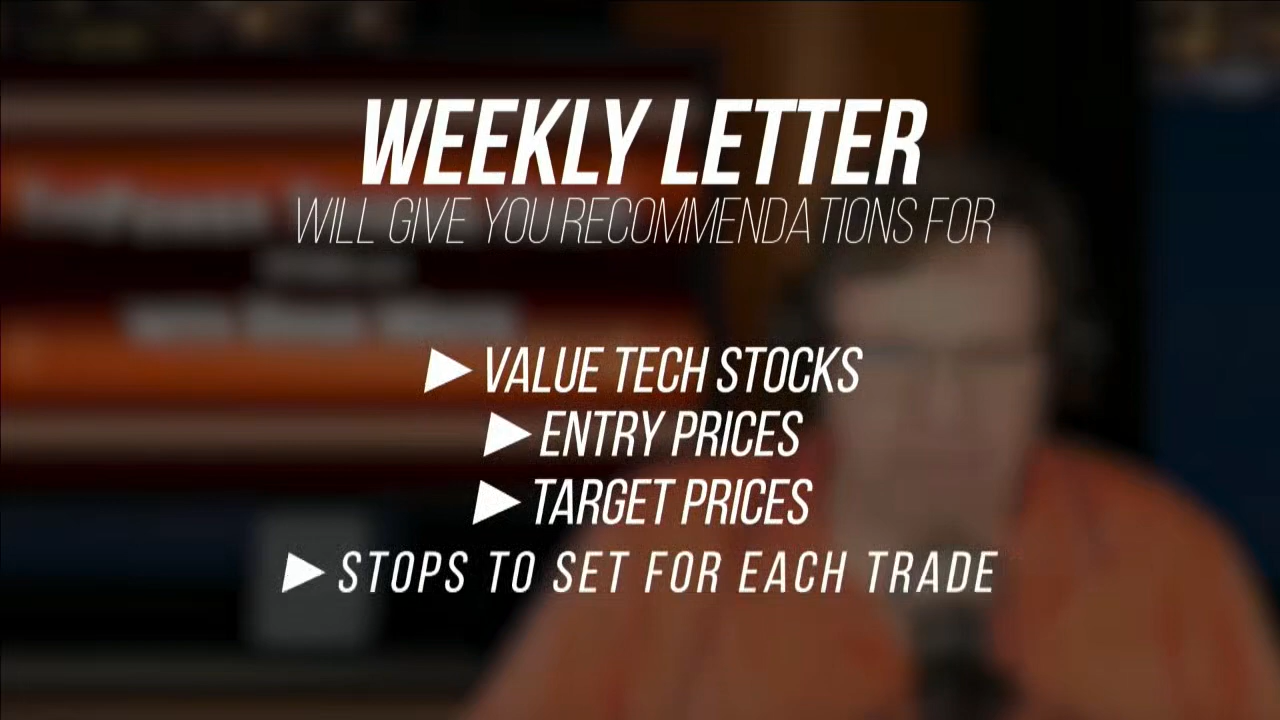 WEEKLY LETTER
WILL GIVE YOU RECOMMENDATIONS FOR
▶ VALUE TECH STOCKS
▶ ENTRY PRICES
▶ TARGET PRICES
▶ STOPS TO SET FOR EACH TRADE